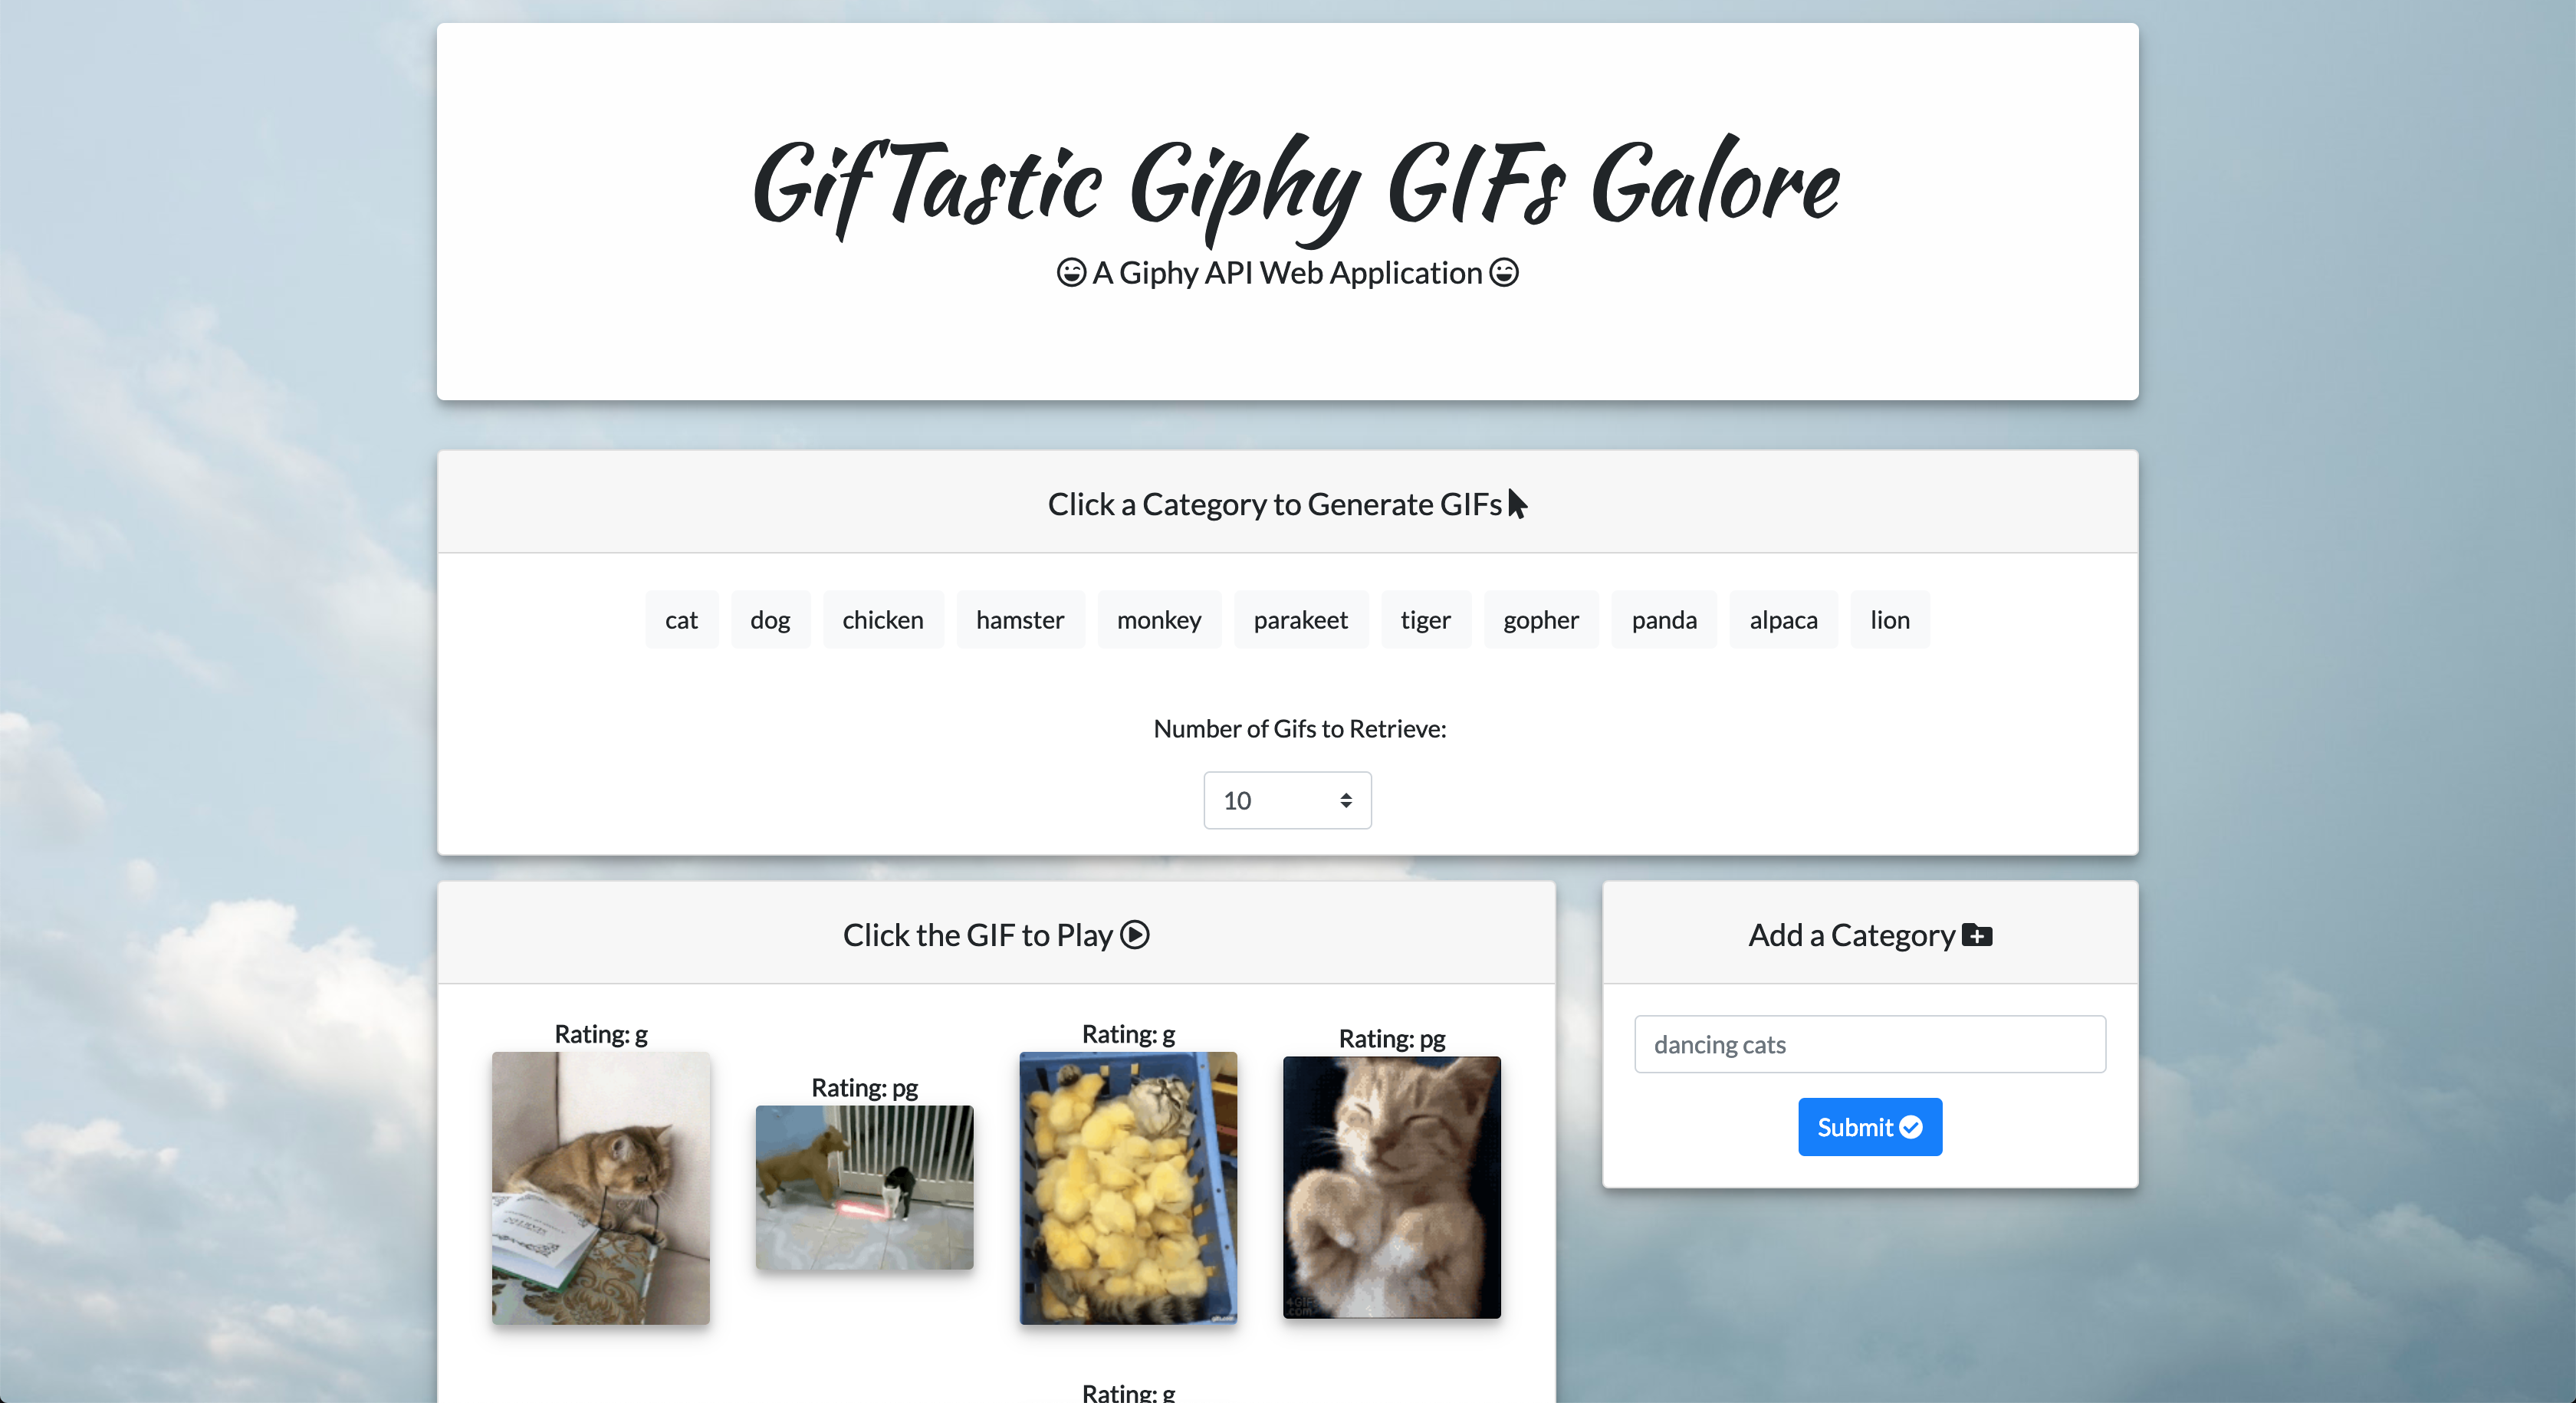 GifTastic Giphy GIFs Galore
A Giphy API Web Application
Click a Category to Generate GIFs
cat dog chicken hamster monkey parakeet tiger gopher panda alpaca lion
Number of Gifs to Retrieve:
10
Click the GIF to Play
Rating: g
Rating: pg
Rating: g
Rating: pg
4GIF
.com
Rating: g
Add a Category
dancing cats
Submit